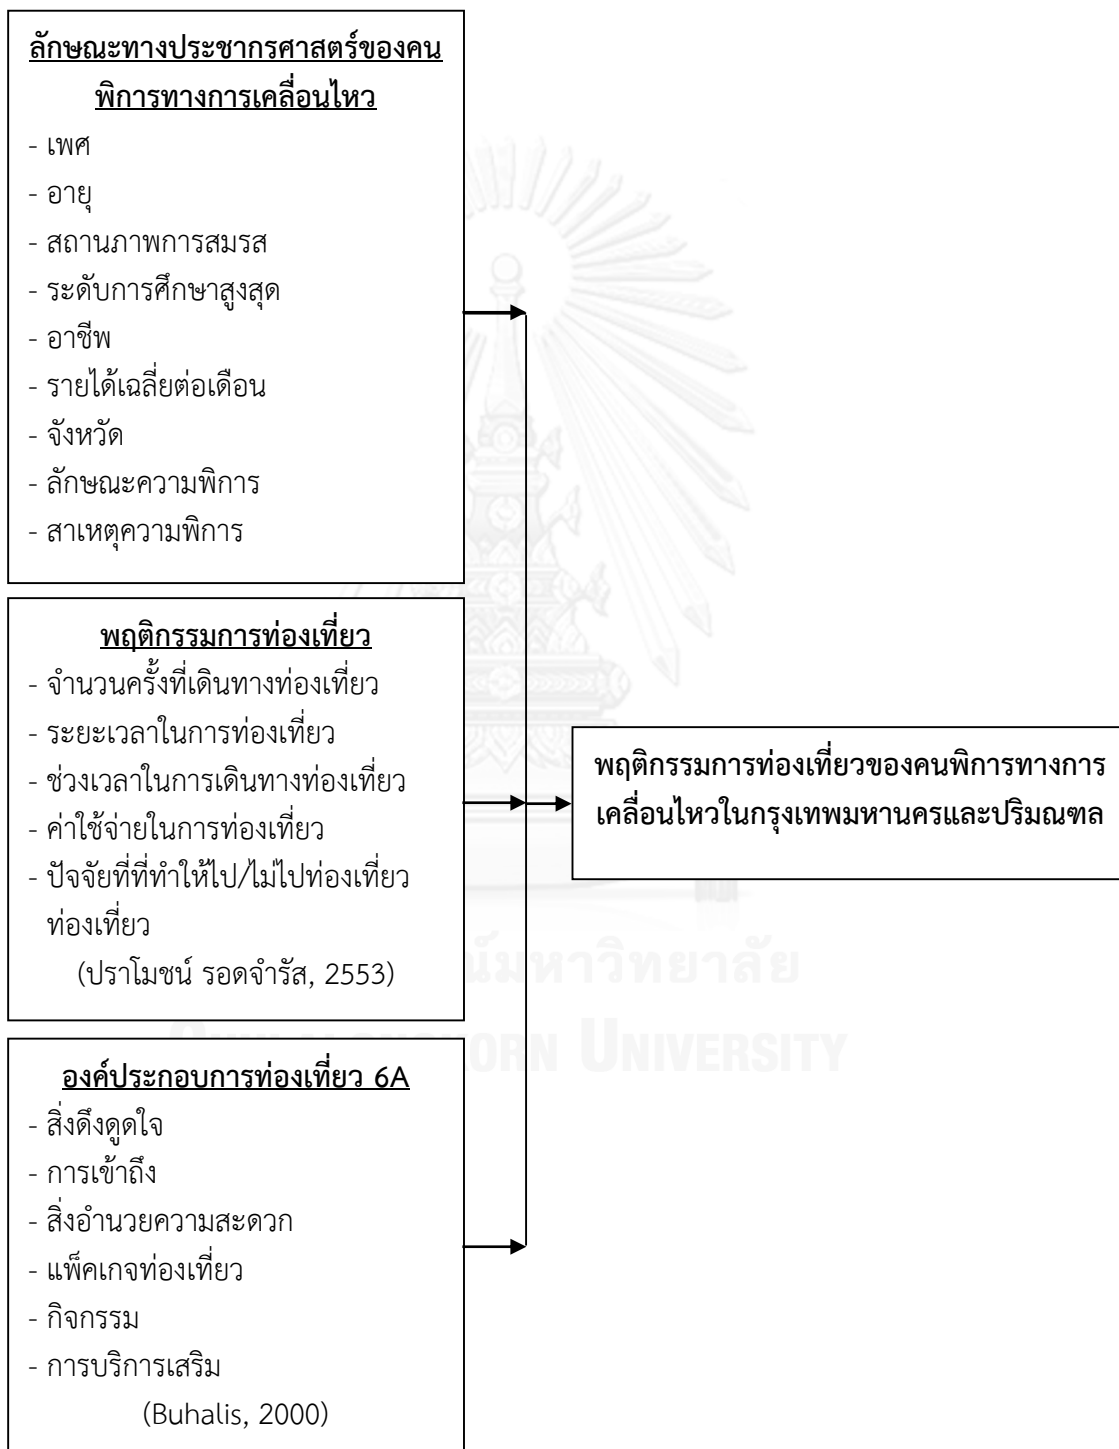 ลักษณะทางประชากรศาสตร์ของคน
พิการทางการเคลื่อนไหว
- เพศ
- อายุ
- สถานภาพการสมรส
- ระดับการศึกษาสูงสุด
- อาชีพ
- รายได้เฉลี่ยต่อเดือน
- จังหวัด
- ลักษณะความพิการ
- สาเหตุความพิการ
พฤติกรรมการท่องเที่ยว
- จำนวนครั้งที่เดินทางท่องเที่ยว
- ระยะเวลาในการท่องเที่ยว
- ช่วงเวลาในการเดินทางท่องเที่ยว
- ค่าใช้จ่ายในการท่องเที่ยว
- ปัจจัยที่ที่ทำให้ไป/ไม่ไปท่องเที่ยว
ท่องเที่ยว
(ปราโมชน์ รอดจำรัส, 2553)
องค์ประกอบการท่องเที่ยว 6A
- สิ่งดึงดูดใจ
- การเข้าถึง
- สิ่งอำนวยความสะดวก
- แพ็คเกจท่องเที่ยว
- กิจกรรม
- การบริการเสริม
(Buhalis, 2000)
พฤติกรรมการท่องเที่ยวของคนพิการทางการ
เคลื่อนไหวในกรุงเทพมหานครและปริมณฑล
มหาวิทยาลัย
UNIVERSITY